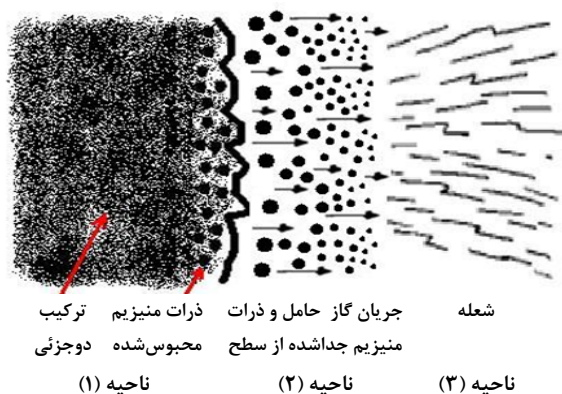 شعله
جریان گاز حامل و ذرات
منیزیم جداشده از سطح
ذرات منیزیم
محبوس‌شده
ترکیب
دوجزئی
ناحیه (۳)
ناحیه (۲)
ناحیه (۱)